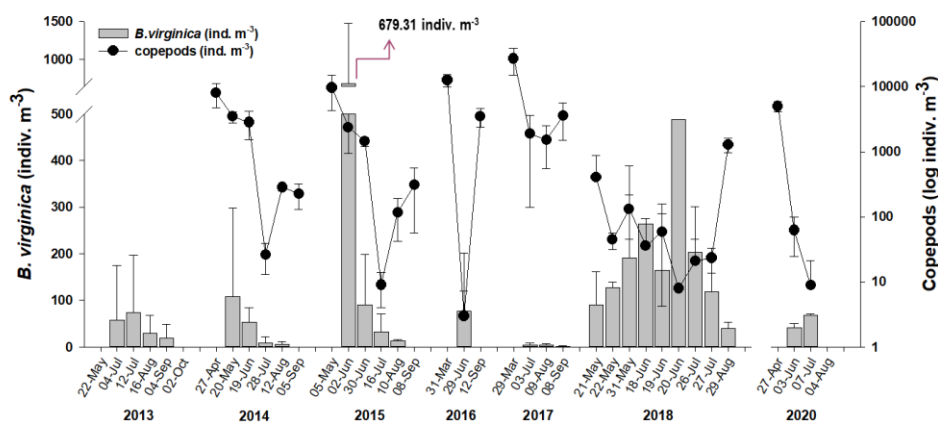 1500
1000
500
400
300
200
100
0
B. virginica (indiv. m⁻³)
B.virginica (ind. m⁻³)
copepods (ind. m⁻³)
679.31 indiv. m⁻³
100000
10000
1000
100
10
1
Copepods (log indiv. m⁻³)
22-May
04-Jul
12-Jul
16-Aug
04-Sep
02-Oct
27-Apr
20-May
19-Jun
28-Jul
12-Aug
05-Sep
05-May
02-Jun
30-Jun
16-Jul
10-Aug
08-Sep
31-Mar
29-Jun
12-Sep
29-Mar
03-Jul
09-Aug
08-Sep
21-May
22-May
31-May
18-Jun
19-Jun
20-Jun
26-Jul
27-Jul
29-Aug
27-Apr
03-Jun
07-Jul
04-Aug
2013 2014 2015 2016 2017 2018 2020